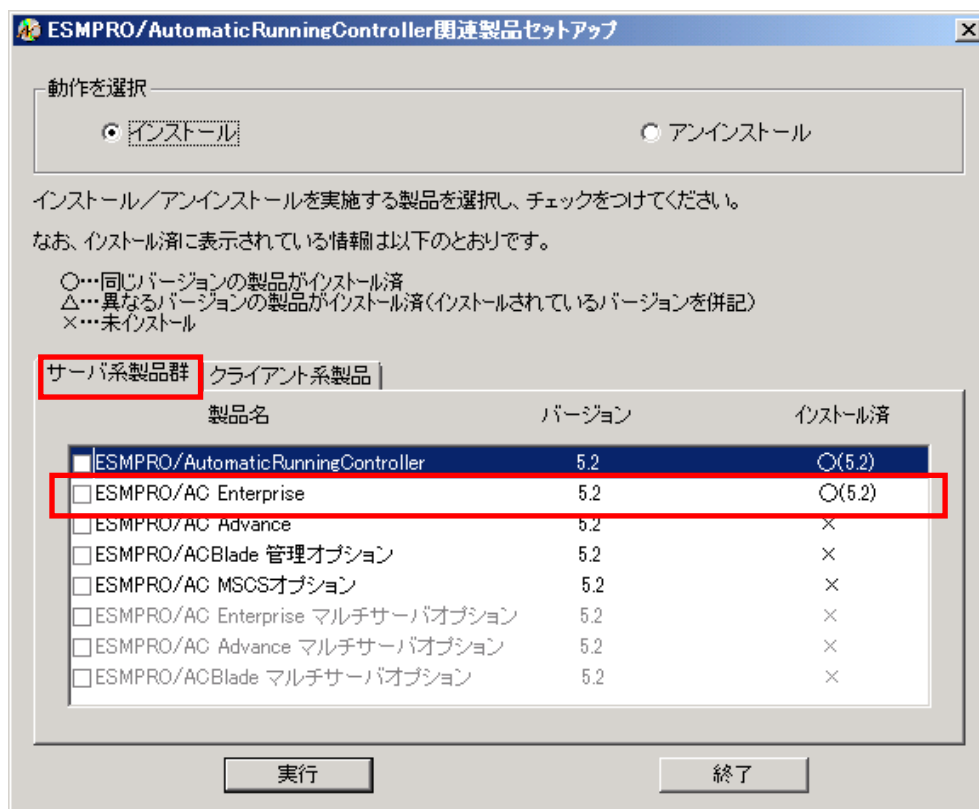 ESMPRO/AutomaticRunningController関連製品セットアップ
動作を選択
インストール アンインストール
インストール／アンインストールを実施する製品を選択し、チェックをつけてください。
なお、インストール済に表示されている情報は以下のとおりです。
○…同じバージョンの製品がインストール済
△…異なるバージョンの製品がインストール済(インストールされているバージョンを併記)
×…未インストール
サーバ系製品群 クライアント系製品
製品名 バージョン インストール済
ESMPRO/AutomaticRunningController 5.2 ○(5.2)
ESMPRO/AC Enterprise 5.2 ○(5.2)
ESMPRO/AC Advance 5.2 ×
ESMPRO/ACBlade 管理オプション 5.2 ×
ESMPRO/AC MSCSオプション 5.2 ×
ESMPRO/AC Enterprise マルチサーバオプション 5.2 ×
ESMPRO/AC Advance マルチサーバオプション 5.2 ×
ESMPRO/ACBlade マルチサーバオプション 5.2 ×
実行 終了